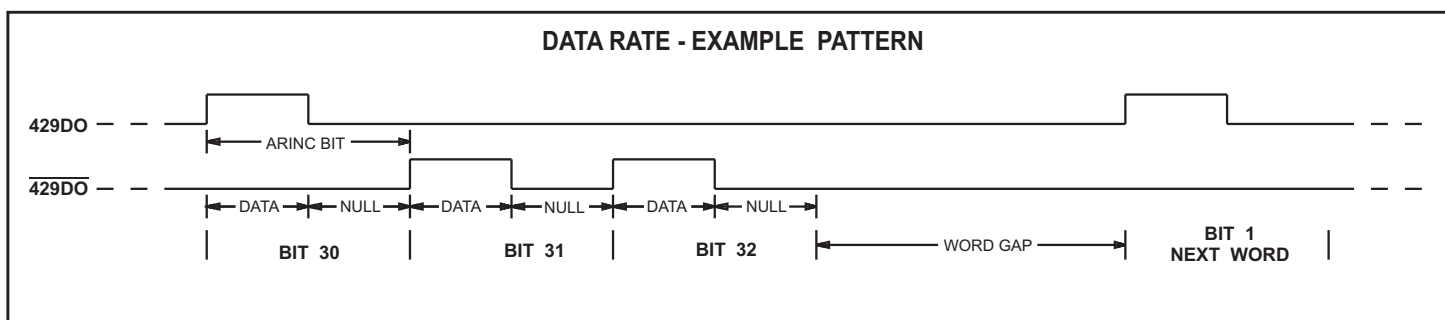 DATA RATE - EXAMPLE PATTERN
429DO
ARINC BIT
429DO
DATA NULL DATA NULL DATA NULL
BIT 30 BIT 31 BIT 32 WORD GAP BIT 1
NEXT WORD